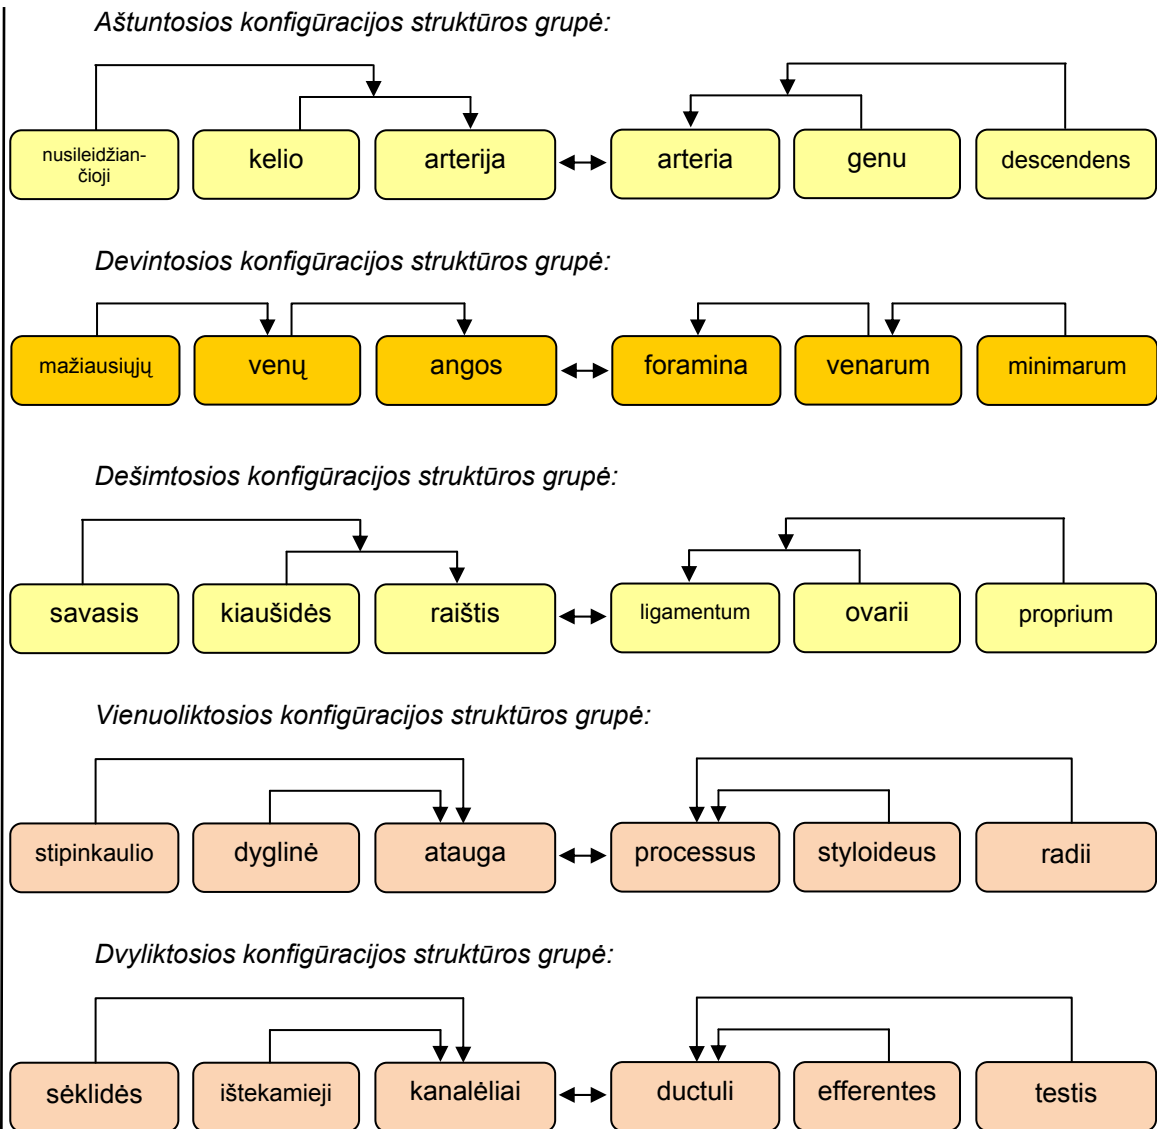 Aštuntosios konfigūracijos struktūros grupė:
nusileidžian-
čioji
kelio
arterija
arteria
genu
descendens
Devintosios konfigūracijos struktūros grupė:
mažiausiųjų
venų
angos
foramina
venarum
minimarum
Dešimtosios konfigūracijos struktūros grupė:
savasis
kiaušidės
raištis
ligamentum
ovarii
proprium
Vienuoliktosios konfigūracijos struktūros grupė:
stipinkaulio
dyglinė
atauga
processus
styloideus
radii
Dvyliktosios konfigūracijos struktūros grupė:
sėklidės
ištekamieji
kanalėliai
ductuli
efferentes
testis